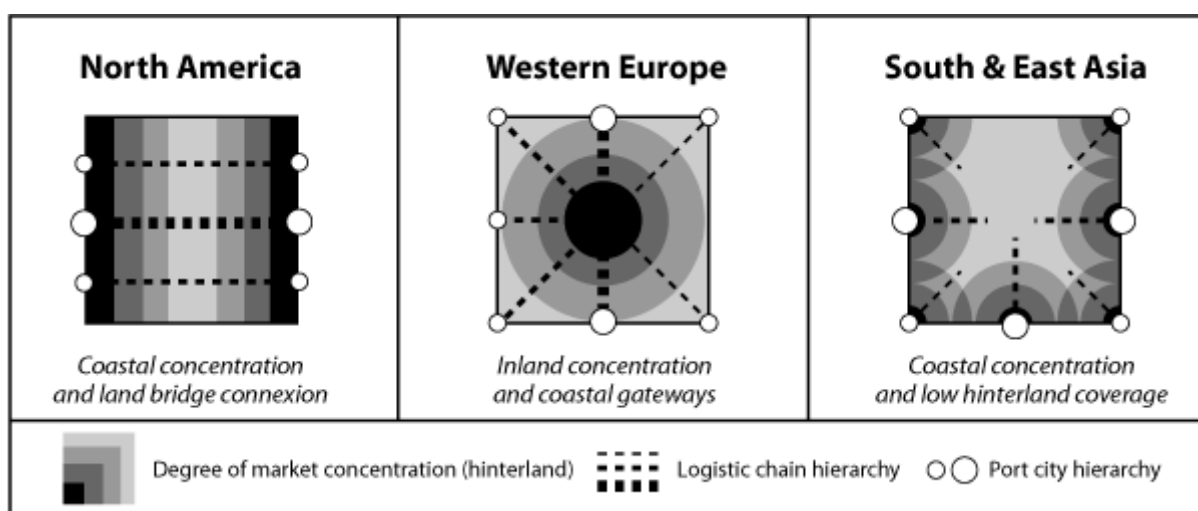 North America
Western Europe
South & East Asia
Coastal concentration
and land bridge connexion
Inland concentration
and coastal gateways
Coastal concentration
and low hinterland coverage
Degree of market concentration (hinterland)
Logistic chain hierarchy
Port city hierarchy